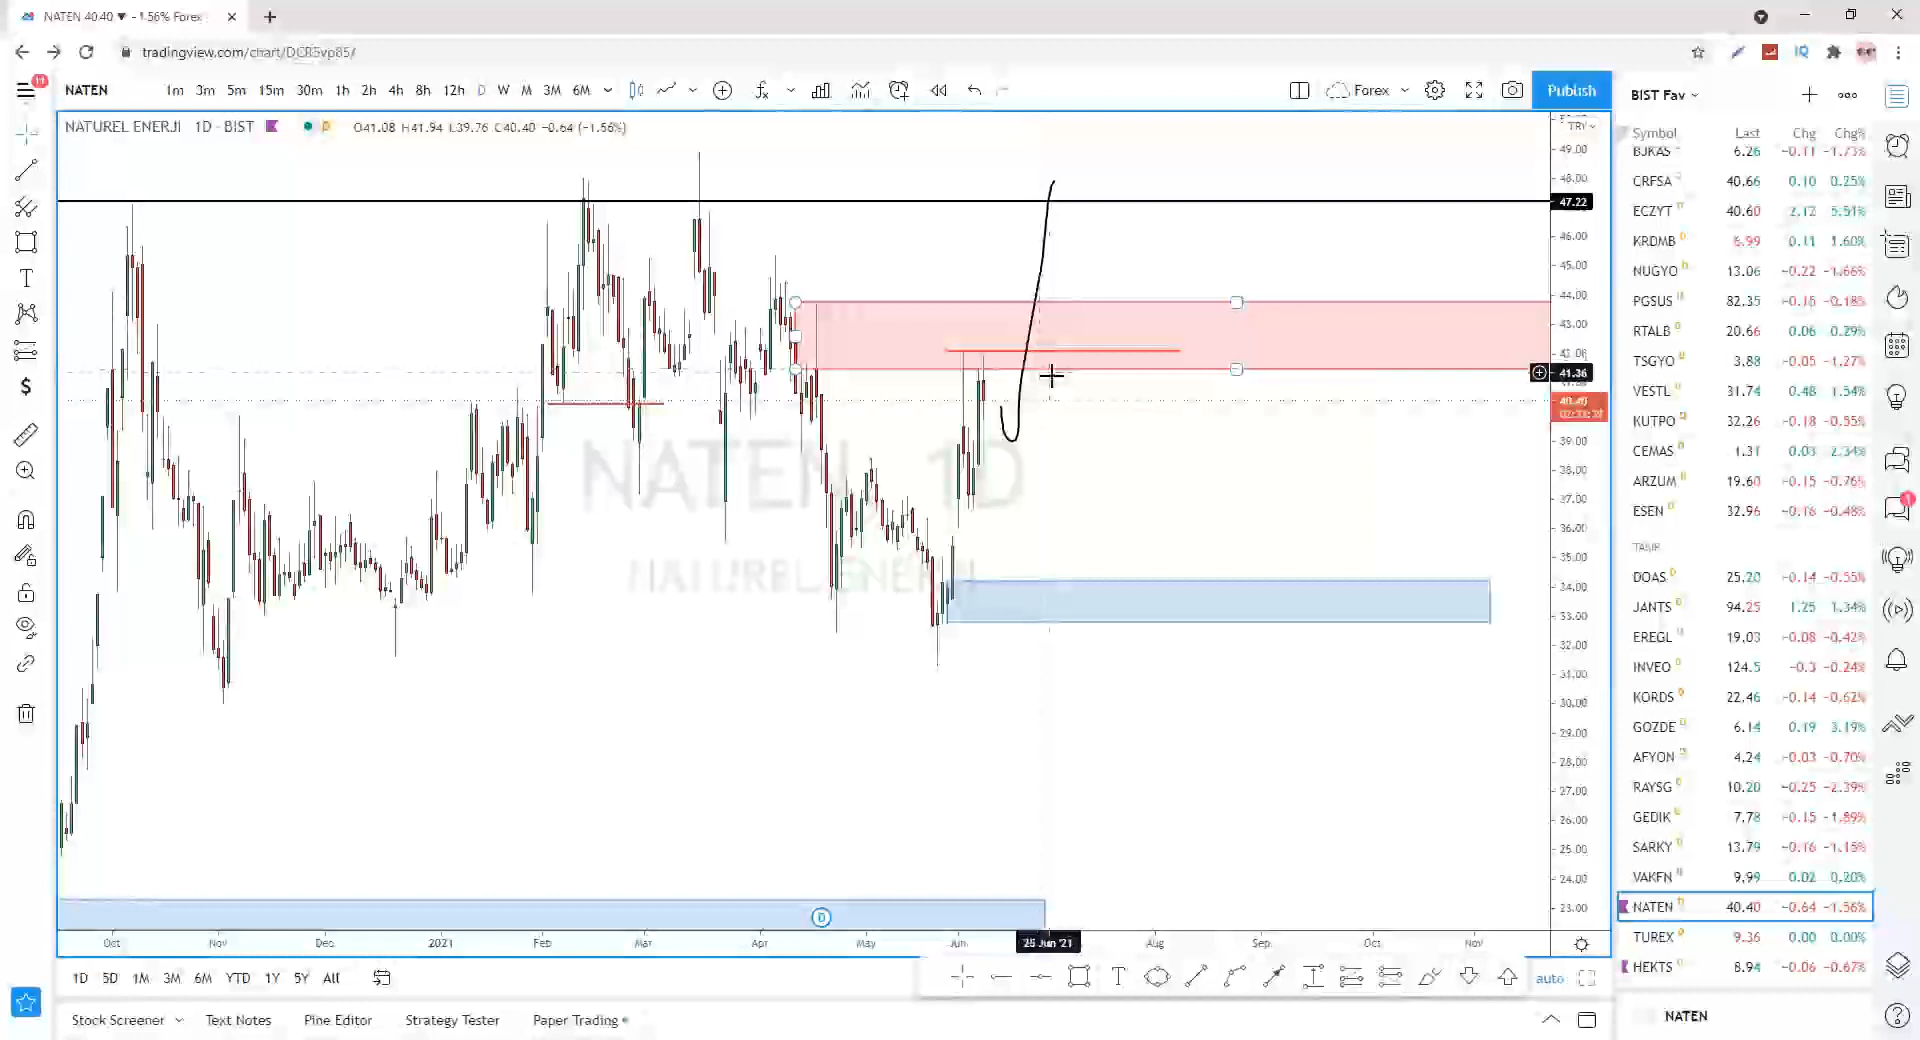 NATEN 40.40 ▼ −1.56% Forex
tradingview.com/chart/DCR5vp85/
11
NATEN 1m 3m 5m 15m 30m 1h 2h 4h 8h 12h D W M 3M 6M Forex Publish
NATUREL ENERJI 1D · BIST D O41.08 H41.94 L39.76 C40.40 −0.64 (−1.56%)
TRY
49.00
48.00
47.22
46.00
45.00
44.00
43.00
41.36
40.40
39.00
38.00
37.00
36.00
35.00
34.00
33.00
32.00
31.00
30.00
29.00
28.00
27.00
26.00
25.00
24.00
23.00
NATEN, 1D
NATUREL ENERJI
D
Oct Nov Dec 2021 Feb Mar Apr May Jun 25 Jun '21 Aug Sep Oct Nov
1D 5D 1M 3M 6M YTD 1Y 5Y All
auto
Stock Screener Text Notes Pine Editor Strategy Tester Paper Trading
BIST Fav
Symbol Last Chg Chg%
BJKAS 6.26 −0.11 −1.73%
CRFSA 40.66 0.10 0.25%
ECZYT 40.60 2.12 5.51%
KRDMB 6.99 0.11 1.60%
NUGYO 13.06 −0.22 −1.66%
PGSUS 82.35 −0.15 −0.18%
RTALB 20.66 0.06 0.29%
TSGYO 3.88 −0.05 −1.27%
VESTL 31.74 0.48 1.54%
KUTPO 32.26 −0.18 −0.55%
CEMAS 1.31 0.03 2.34%
ARZUM 19.60 −0.15 −0.76%
ESEN 32.96 −0.16 −0.48%
DOAS 25.20 −0.14 −0.55%
JANTS 94.25 1.25 1.34%
EREGL 19.03 −0.08 −0.42%
INVEO 124.5 −0.3 −0.24%
KORDS 22.46 −0.14 −0.62%
GOZDE 6.14 0.19 3.19%
AFYON 4.24 −0.03 −0.70%
RAYSG 10.20 −0.25 −2.39%
GEDIK 7.78 −0.15 −1.89%
SARKY 13.79 −0.16 −1.15%
VAKFN 9.99 0.02 0.20%
NATEN 40.40 −0.64 −1.56%
TUREX 9.36 0.00 0.00%
HEKTS 8.94 −0.06 −0.67%
NATEN
1